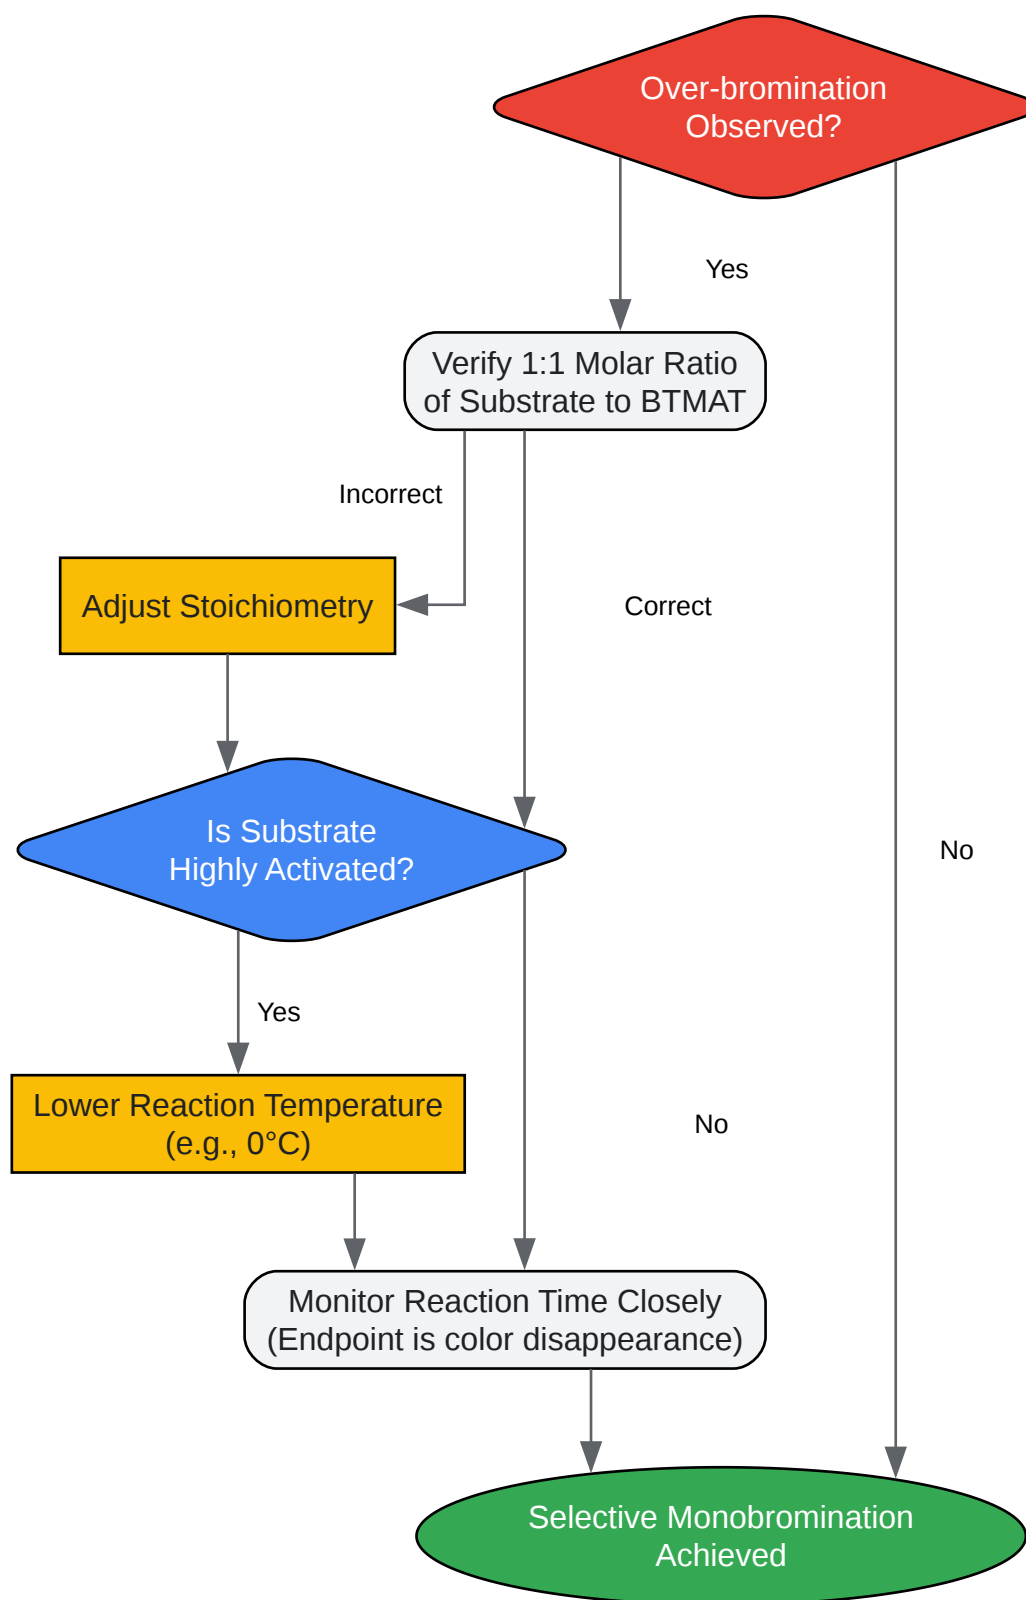 Over-bromination
Observed?
Yes
Verify 1:1 Molar Ratio
of Substrate to BTMAT
Incorrect
Adjust Stoichiometry
Correct
Is Substrate
Highly Activated?
No
Yes
Lower Reaction Temperature
(e.g., 0°C)
No
Monitor Reaction Time Closely
(Endpoint is color disappearance)
Selective Monobromination
Achieved